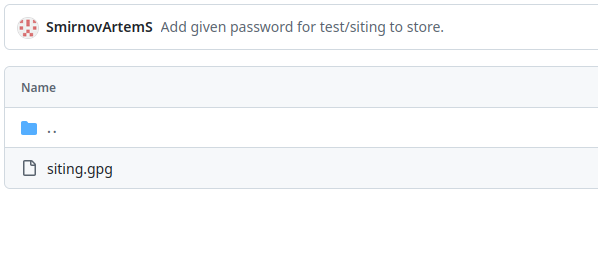 SmirnovArtemS Add given password for test/siting to store.
Name
..
siting.gpg